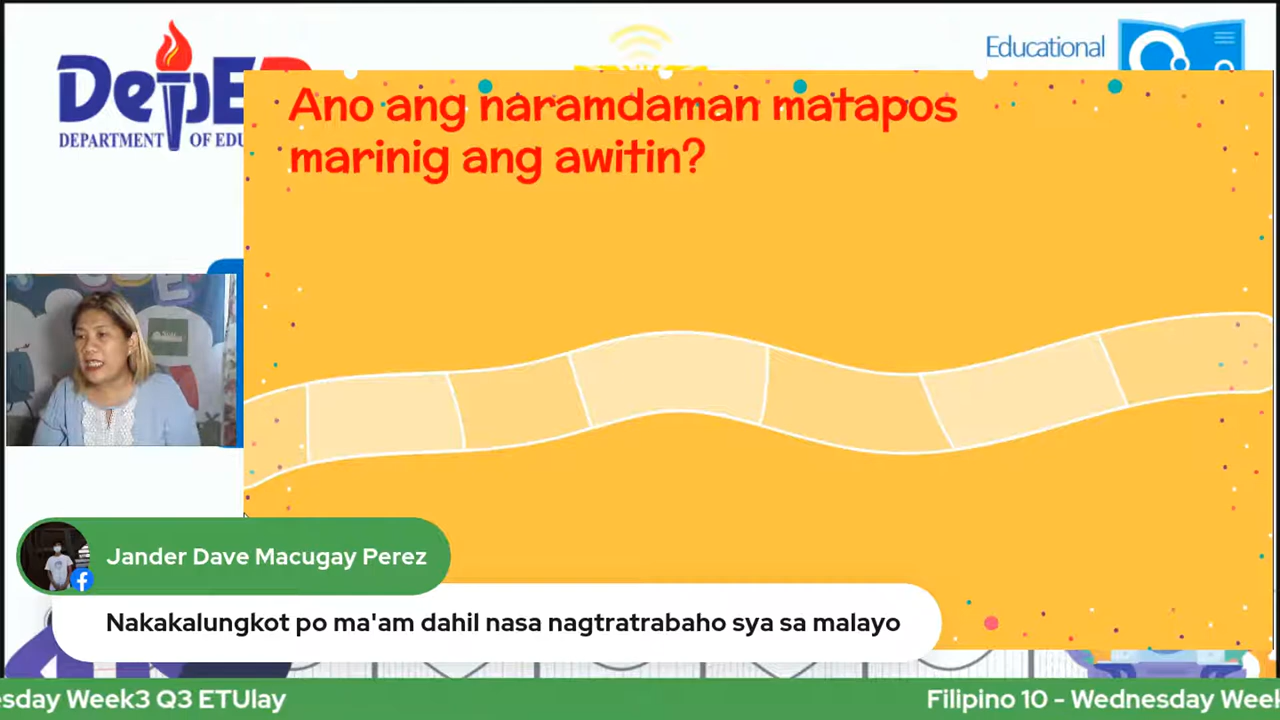 DepED
DEPARTMENT OF EDU
Educational
Ano ang naramdaman matapos
marinig ang awitin?
Jander Dave Macugay Perez
Nakakalungkot po ma'am dahil nasa nagtratrabaho sya sa malayo
esday Week3 Q3 ETUlay
Filipino 10 - Wednesday Week